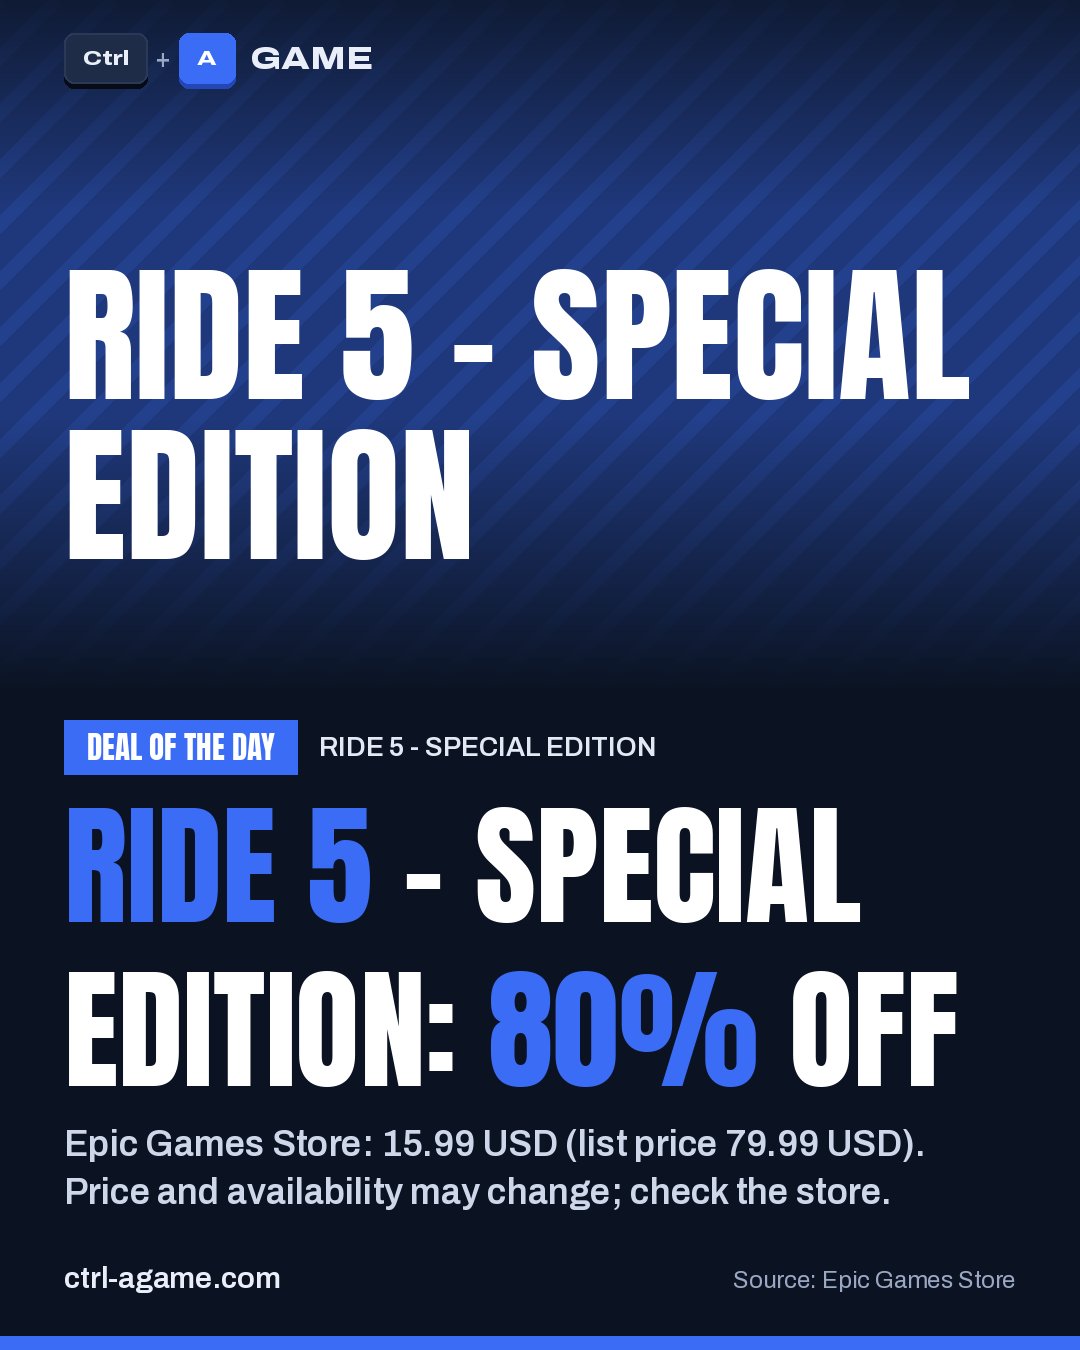 Ctrl + A GAME
RIDE 5 - SPECIAL
EDITION
DEAL OF THE DAY RIDE 5 - SPECIAL EDITION
RIDE 5 - SPECIAL
EDITION: 80% OFF
Epic Games Store: 15.99 USD (list price 79.99 USD).
Price and availability may change; check the store.
ctrl-agame.com Source: Epic Games Store